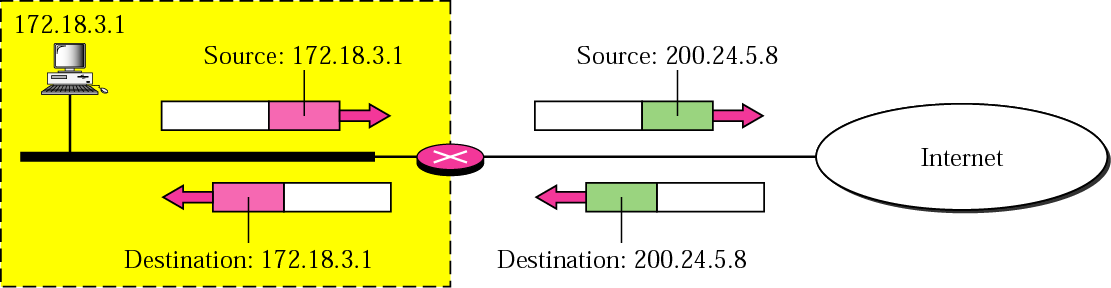 172.18.3.1
Source: 172.18.3.1
Source: 200.24.5.8
Internet
Destination: 172.18.3.1
Destination: 200.24.5.8